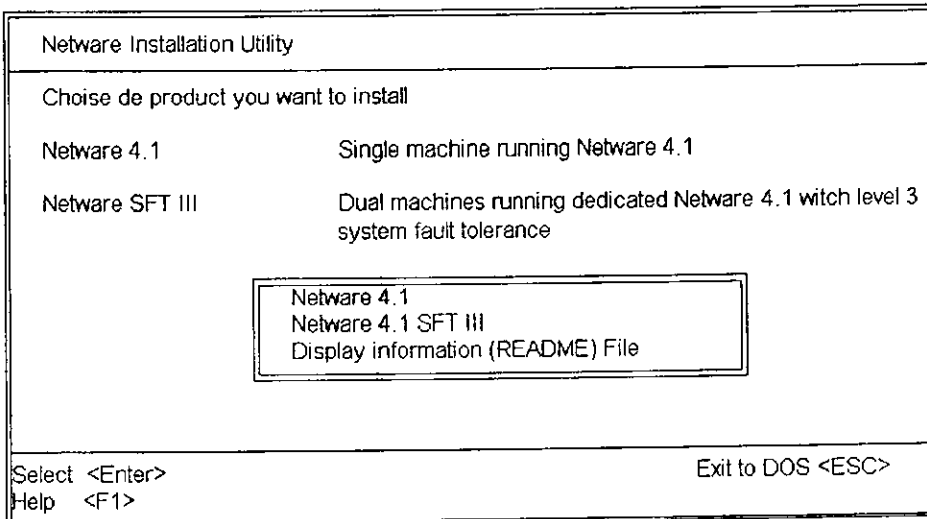 Netware Installation Utility
Choise de product you want to install
Netware 4.1 Single machine running Netware 4.1
Netware SFT III Dual machines running dedicated Netware 4.1 witch level 3
system fault tolerance
Netware 4.1
Netware 4.1 SFT III
Display information (README) File
Select <Enter> Exit to DOS <ESC>
Help <F1>